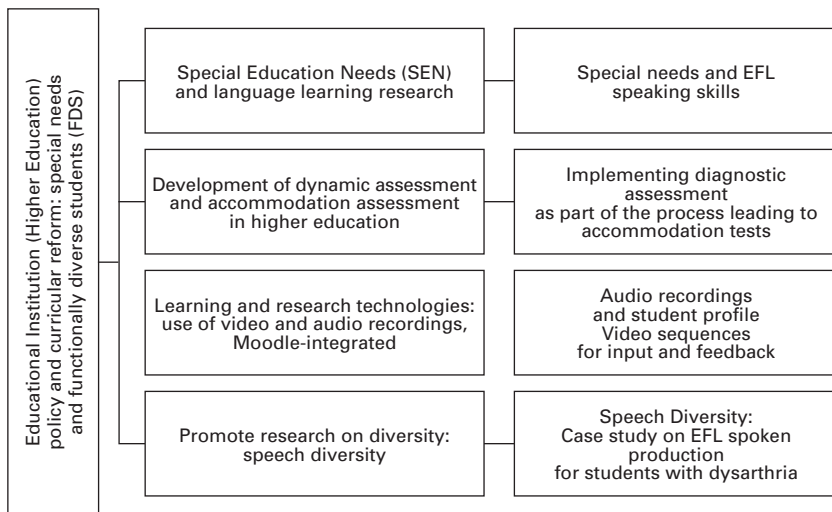 Educational Institution (Higher Education)
policy and curricular reform: special needs
and functionally diverse students (FDS)
Special Education Needs (SEN)
and language learning research
Special needs and EFL
speaking skills
Development of dynamic assessment
and accommodation assessment
in higher education
Implementing diagnostic
assessment
as part of the process leading to
accommodation tests
Learning and research technologies:
use of video and audio recordings,
Moodle-integrated
Audio recordings
and student profile
Video sequences
for input and feedback
Promote research on diversity:
speech diversity
Speech Diversity:
Case study on EFL spoken
production
for students with dysarthria